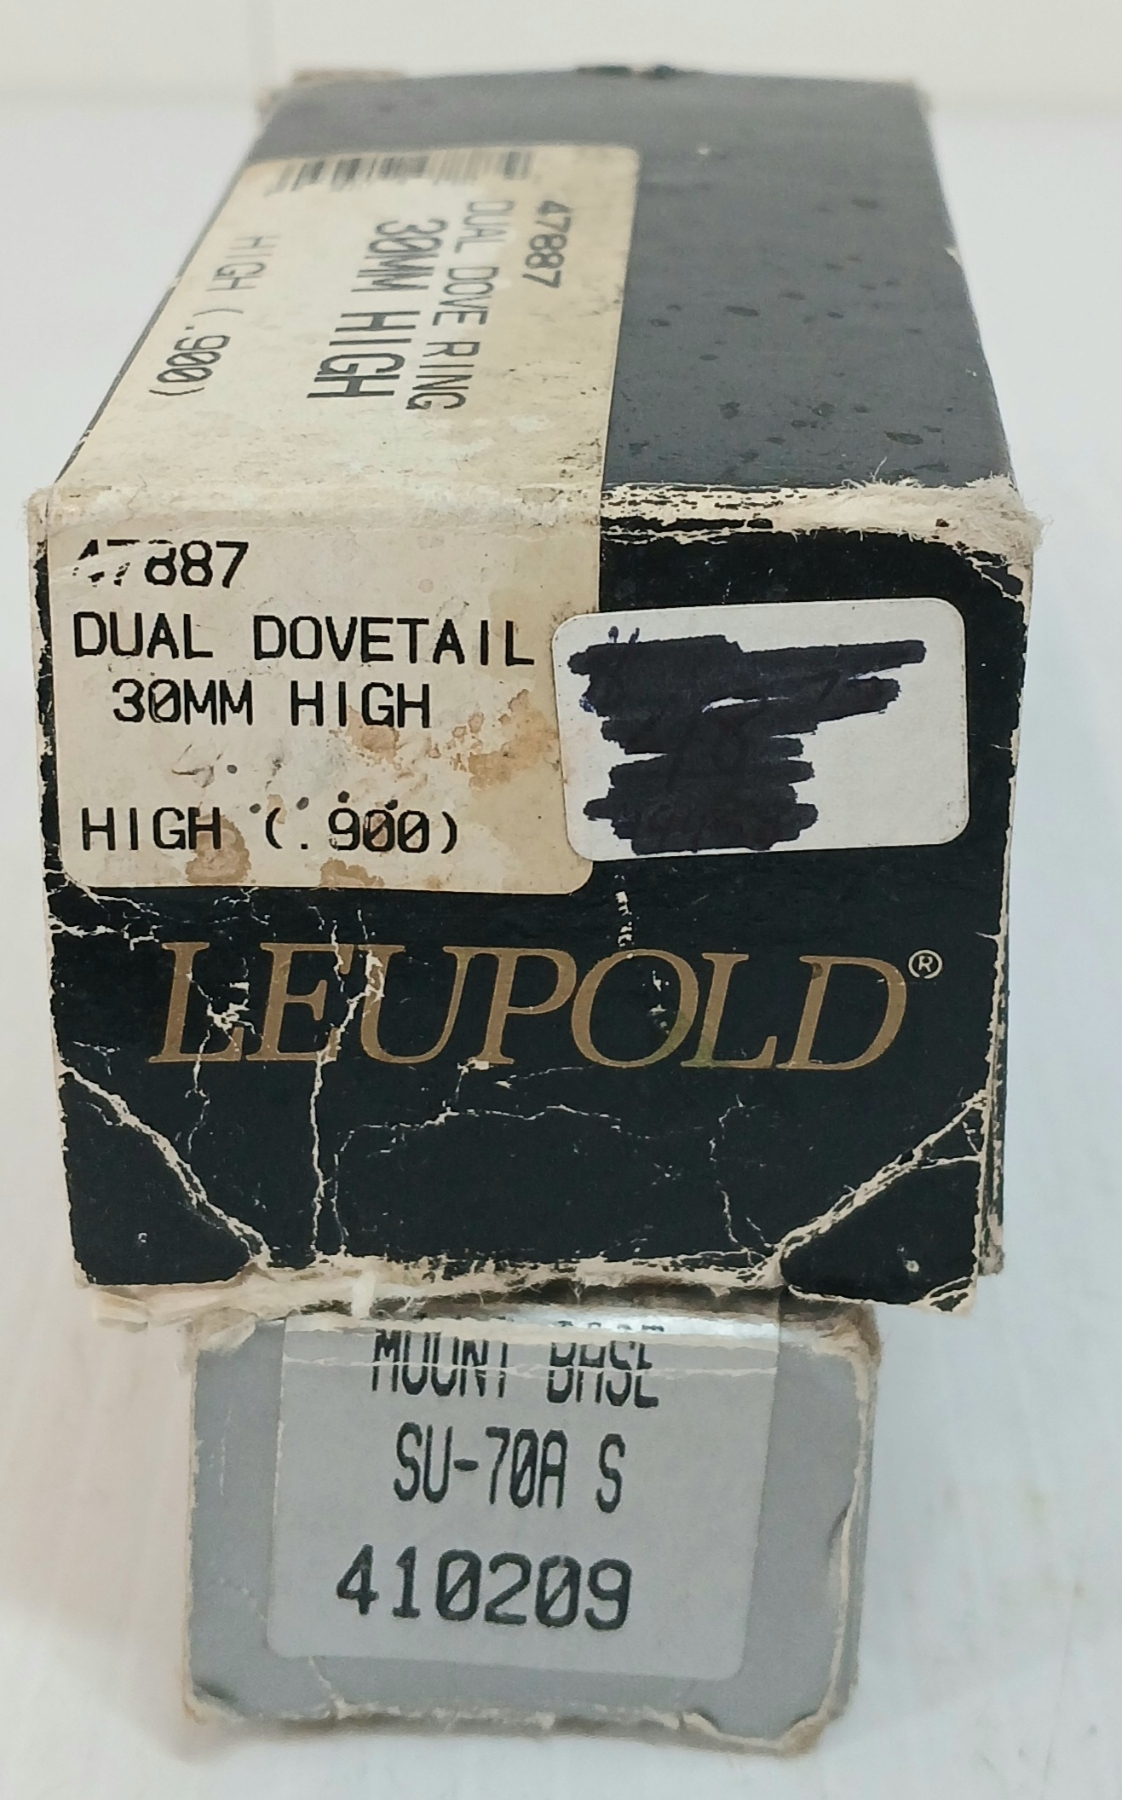 47887
DUAL DOVE RING
30MM HIGH
HIGH (.900)
47887
DUAL DOVETAIL
30MM HIGH
HIGH (.900)
LEUPOLD®
MOUNT BASE
SU-70A S
410209